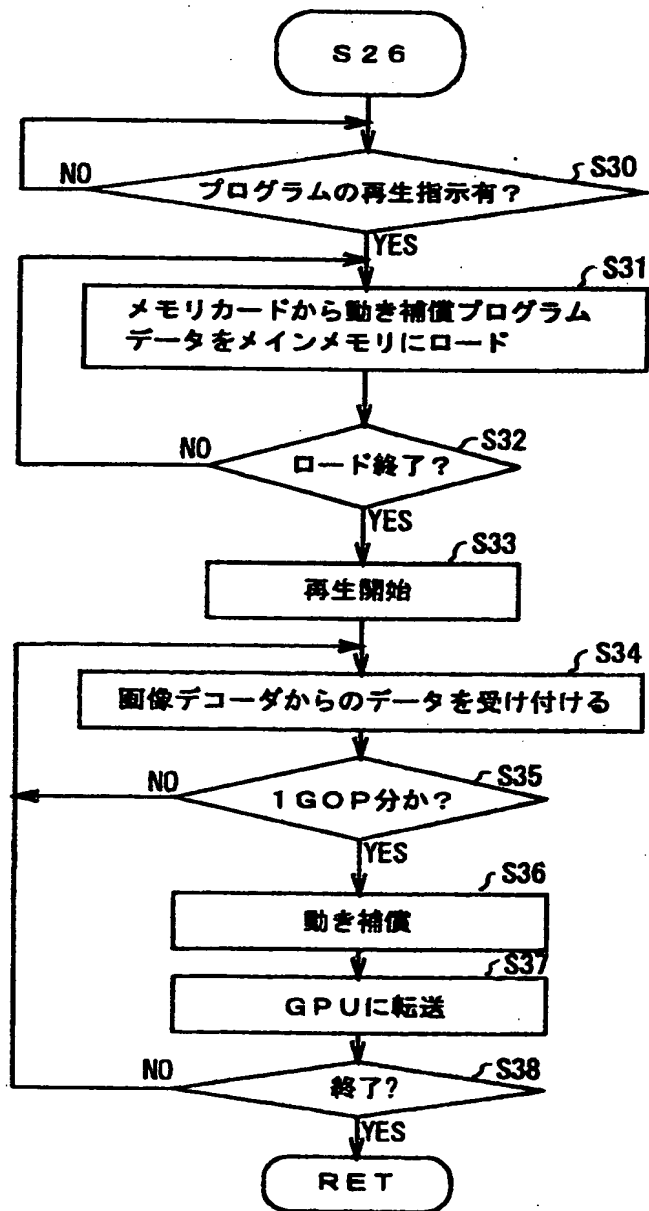 S26
NO
S30
プログラムの再生指示有？
YES
S31
メモリカードから動き補償プログラム
データをメインメモリにロード
NO
S32
ロード終了？
YES
S33
再生開始
S34
画像デコーダからのデータを受け付ける
NO
S35
1GOP分か？
YES
S36
動き補償
S37
GPUに転送
NO
S38
終了?
YES
RET